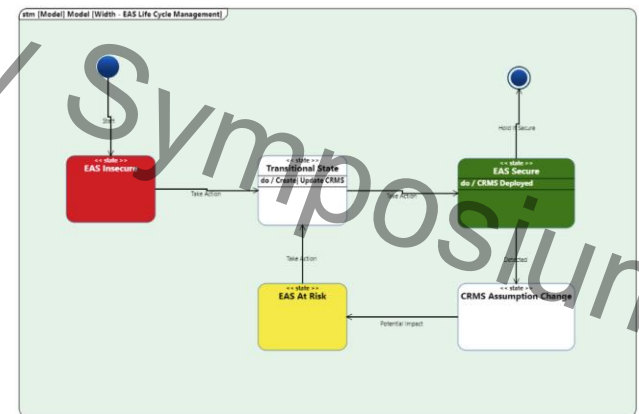 stm [Model] Model [Width - EAS Life Cycle Management]
Start
Hold if Secure
<< state >>
EAS Insecure
<< state >>
Transitional State
do / Create| Update CRMS
<< state >>
EAS Secure
do / CRMS Deployed
Take Action
Take Action
Take Action
Detected
<< state >>
EAS At Risk
<< state >>
CRMS Assumption Change
Potential Impact
Symposium